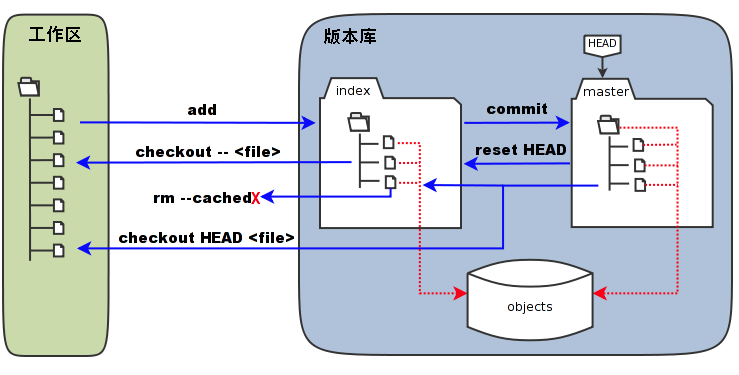 工作区
版本库
HEAD
index
master
add
commit
checkout -- <file>
reset HEAD
rm --cached
X
checkout HEAD <file>
objects